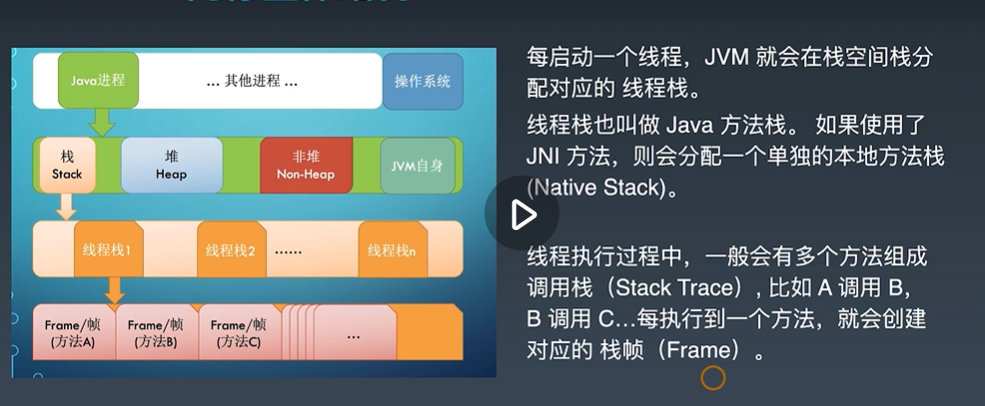 Java进程
... 其他进程 ...
操作系统
栈
Stack
堆
Heap
非堆
Non-Heap
JVM自身
线程栈1
线程栈2
......
线程栈n
Frame/帧
(方法A)
Frame/帧
(方法B)
Frame/帧
(方法C)
...
每启动一个线程，JVM 就会在栈空间栈分
配对应的 线程栈。
线程栈也叫做 Java 方法栈。 如果使用了
JNI 方法，则会分配一个单独的本地方法栈
(Native Stack)。
线程执行过程中，一般会有多个方法组成
调用栈（Stack Trace）, 比如 A 调用 B，
B 调用 C...每执行到一个方法，就会创建
对应的 栈帧（Frame）。